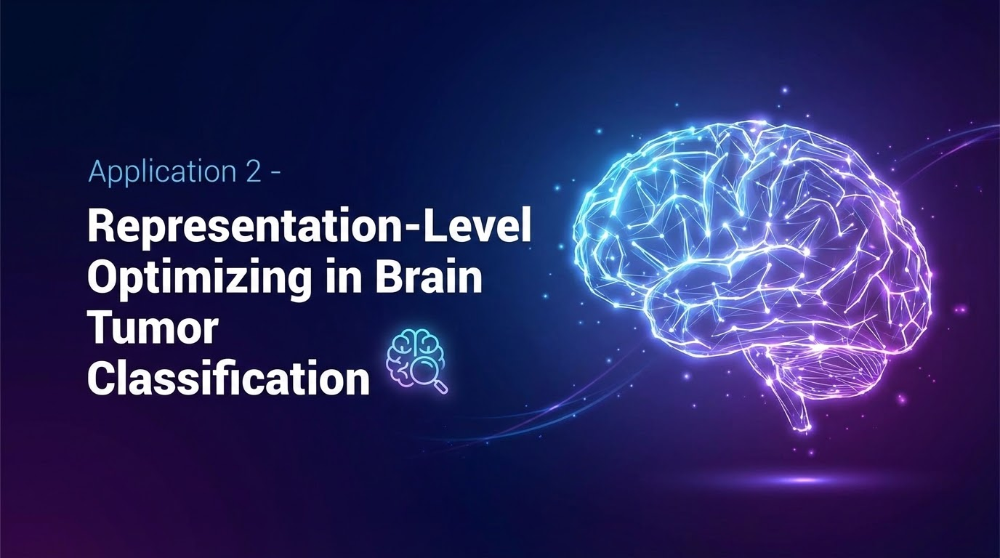 Application 2 -
Representation-Level
Optimizing in Brain
Tumor
Classification